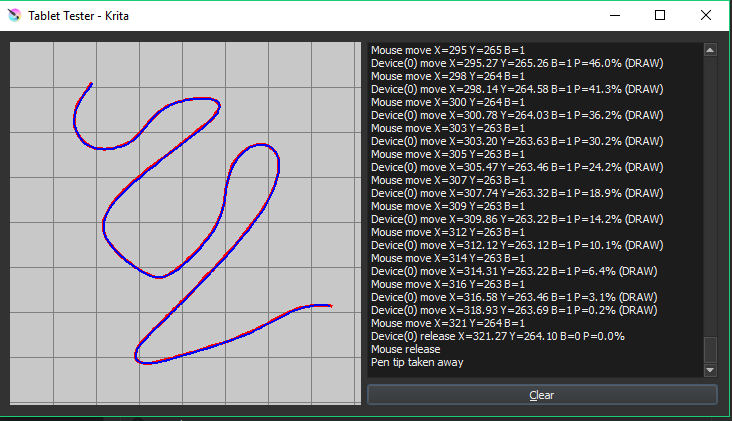 Tablet Tester - Krita
Mouse move X=295 Y=265 B=1
Device(0) move X=295.27 Y=265.26 B=1 P=46.0% (DRAW)
Mouse move X=298 Y=264 B=1
Device(0) move X=298.14 Y=264.58 B=1 P=41.3% (DRAW)
Mouse move X=300 Y=264 B=1
Device(0) move X=300.78 Y=264.03 B=1 P=36.2% (DRAW)
Mouse move X=303 Y=263 B=1
Device(0) move X=303.20 Y=263.63 B=1 P=30.2% (DRAW)
Mouse move X=305 Y=263 B=1
Device(0) move X=305.47 Y=263.46 B=1 P=24.2% (DRAW)
Mouse move X=307 Y=263 B=1
Device(0) move X=307.74 Y=263.32 B=1 P=18.9% (DRAW)
Mouse move X=309 Y=263 B=1
Device(0) move X=309.86 Y=263.22 B=1 P=14.2% (DRAW)
Mouse move X=312 Y=263 B=1
Device(0) move X=312.12 Y=263.12 B=1 P=10.1% (DRAW)
Mouse move X=314 Y=263 B=1
Device(0) move X=314.31 Y=263.22 B=1 P=6.4% (DRAW)
Mouse move X=316 Y=263 B=1
Device(0) move X=316.58 Y=263.46 B=1 P=3.1% (DRAW)
Device(0) move X=318.93 Y=263.69 B=1 P=0.2% (DRAW)
Mouse move X=321 Y=264 B=1
Device(0) release X=321.27 Y=264.10 B=0 P=0.0%
Mouse release
Pen tip taken away
Clear